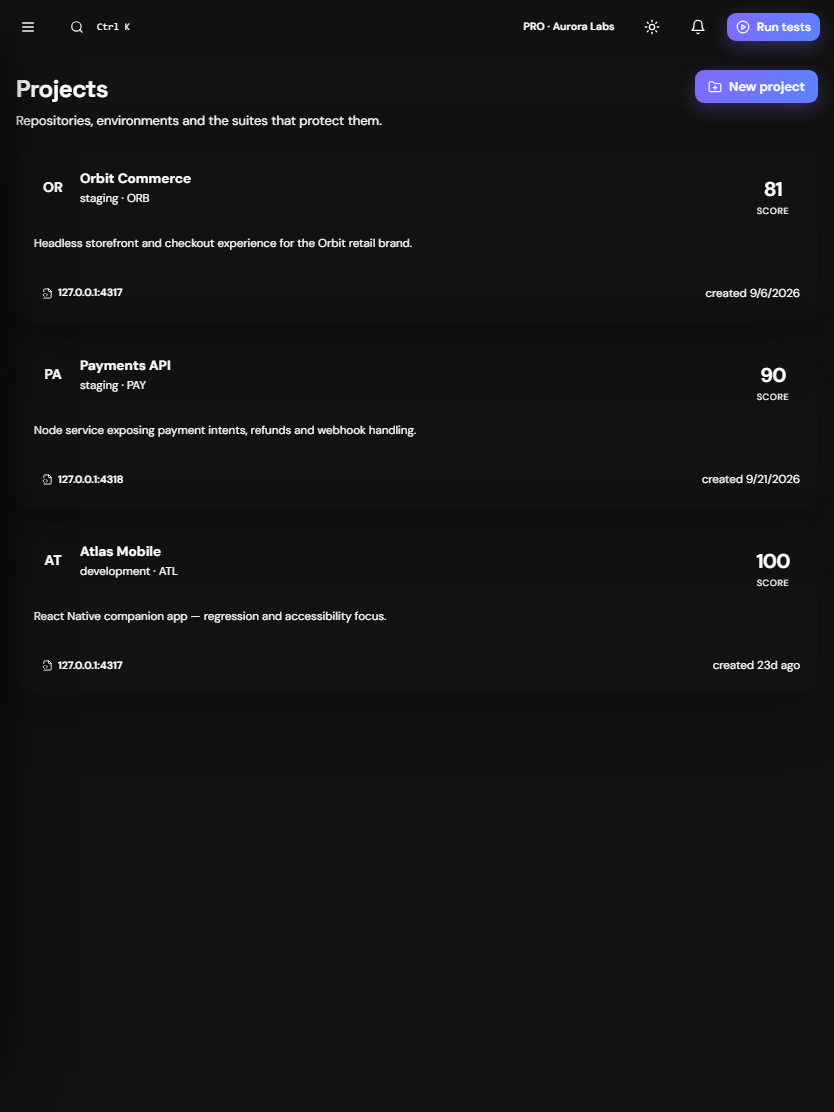 Ctrl K
PRO · Aurora Labs
Run tests
Projects
New project
Repositories, environments and the suites that protect them.
OR
Orbit Commerce
staging · ORB
81
SCORE
Headless storefront and checkout experience for the Orbit retail brand.
127.0.0.1:4317
created 9/6/2026
PA
Payments API
staging · PAY
90
SCORE
Node service exposing payment intents, refunds and webhook handling.
127.0.0.1:4318
created 9/21/2026
AT
Atlas Mobile
development · ATL
100
SCORE
React Native companion app — regression and accessibility focus.
127.0.0.1:4317
created 23d ago